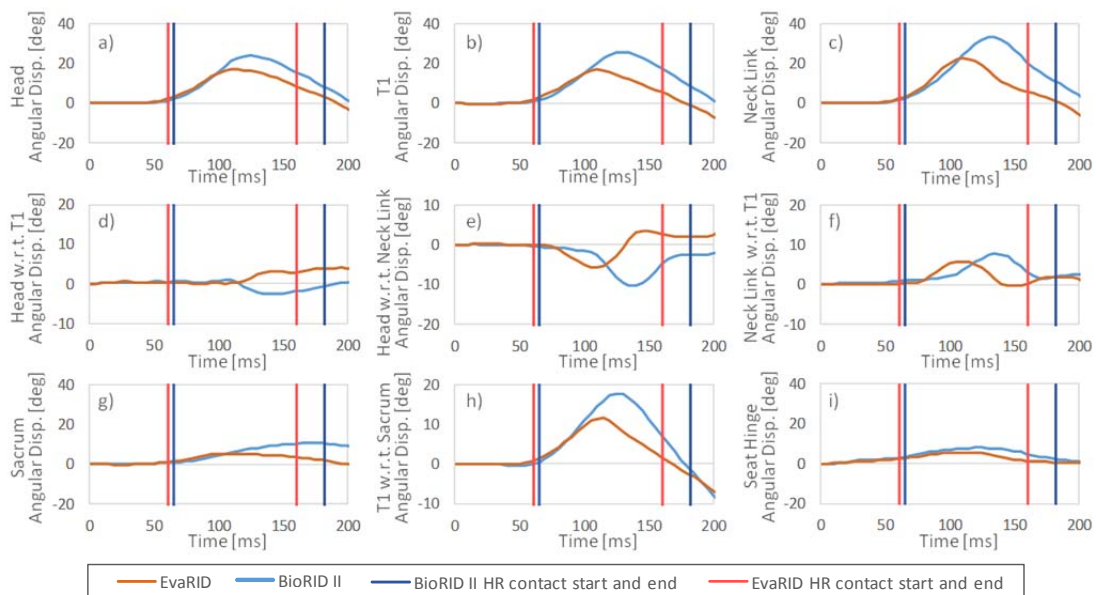 a)
Head
Angular Disp. [deg]
40
20
0
-20
0 50 100 150 200
Time [ms]
b)
T1
Angular Disp. [deg]
40
20
0
-20
0 50 100 150 200
Time [ms]
c)
Neck Link
Angular Disp. [deg]
40
20
0
-20
0 50 100 150 200
Time [ms]
d)
Head w.r.t. T1
Angular Disp. [deg]
20
10
0
-10
0 50 100 150 200
Time [ms]
e)
Head w.r.t. Neck Link
Angular Disp. [deg]
10
0
-10
-20
0 50 100 150 200
Time [ms]
f)
Neck Link w.r.t. T1
Angular Disp. [deg]
20
10
0
-10
0 50 100 150 200
Time [ms]
g)
Sacrum
Angular Disp. [deg]
40
20
0
-20
0 50 100 150 200
Time [ms]
h)
T1 w.r.t. Sacrum
Angular Disp. [deg]
20
10
0
-10
0 50 100 150 200
Time [ms]
i)
Seat Hinge
Angular Disp. [deg]
40
20
0
-20
0 50 100 150 200
Time [ms]
EvaRID BioRID II BioRID II HR contact start and end EvaRID HR contact start and end